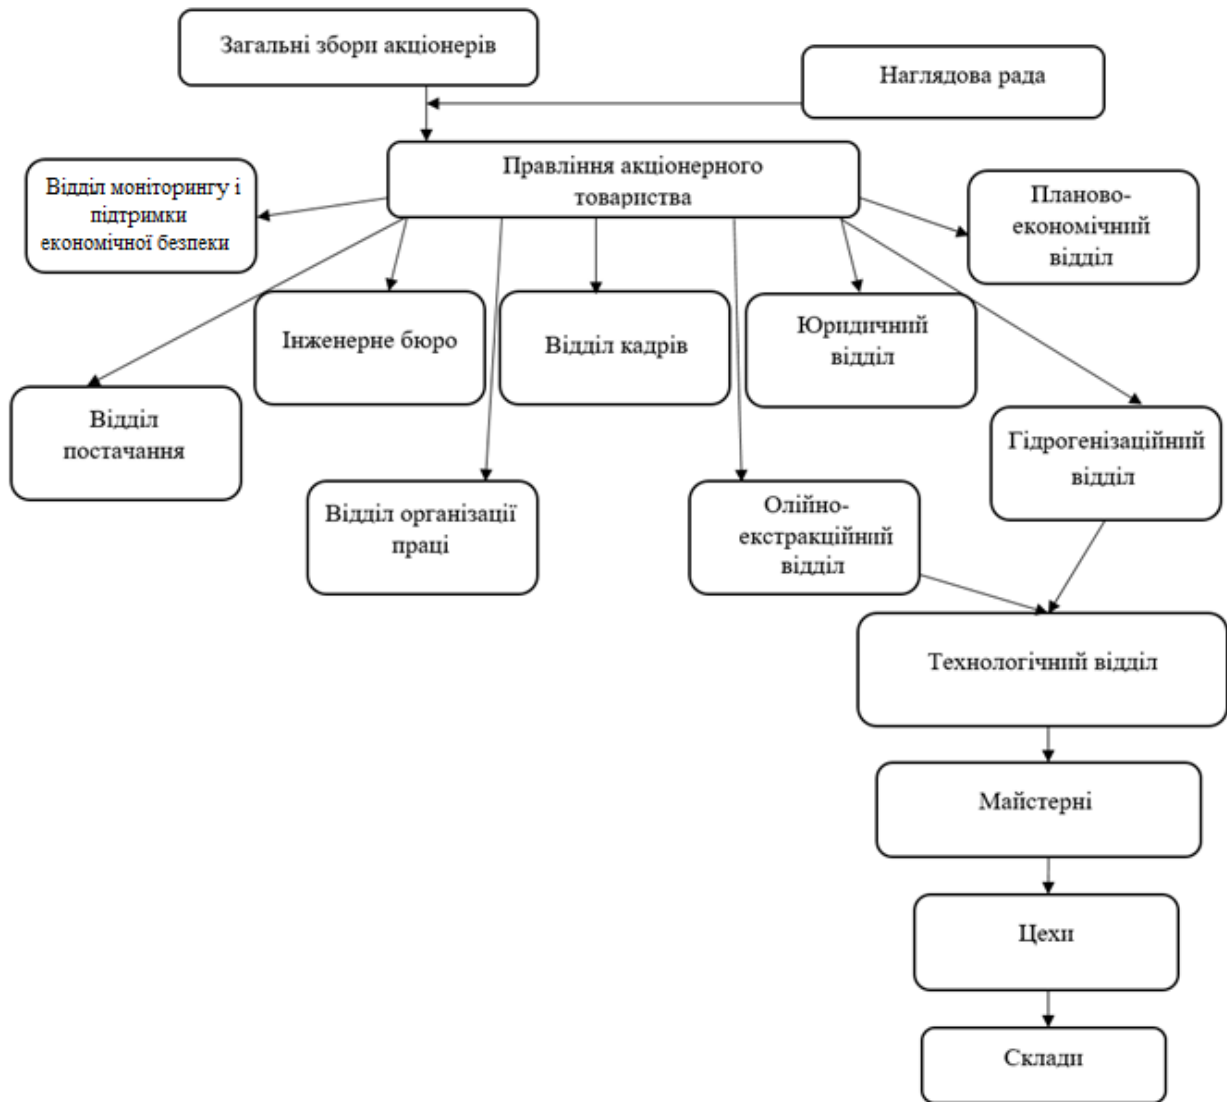 Загальні збори акціонерів
Наглядова рада
Правління акціонерного
товариства
Відділ моніторингу і
підтримки
економічної безпеки
Планово-
економічний
відділ
Інженерне бюро
Відділ кадрів
Юридичний
відділ
Відділ
постачання
Гідрогенізаційний
відділ
Відділ організації
праці
Олійно-
екстракційний
відділ
Технологічний відділ
Майстерні
Цехи
Склади